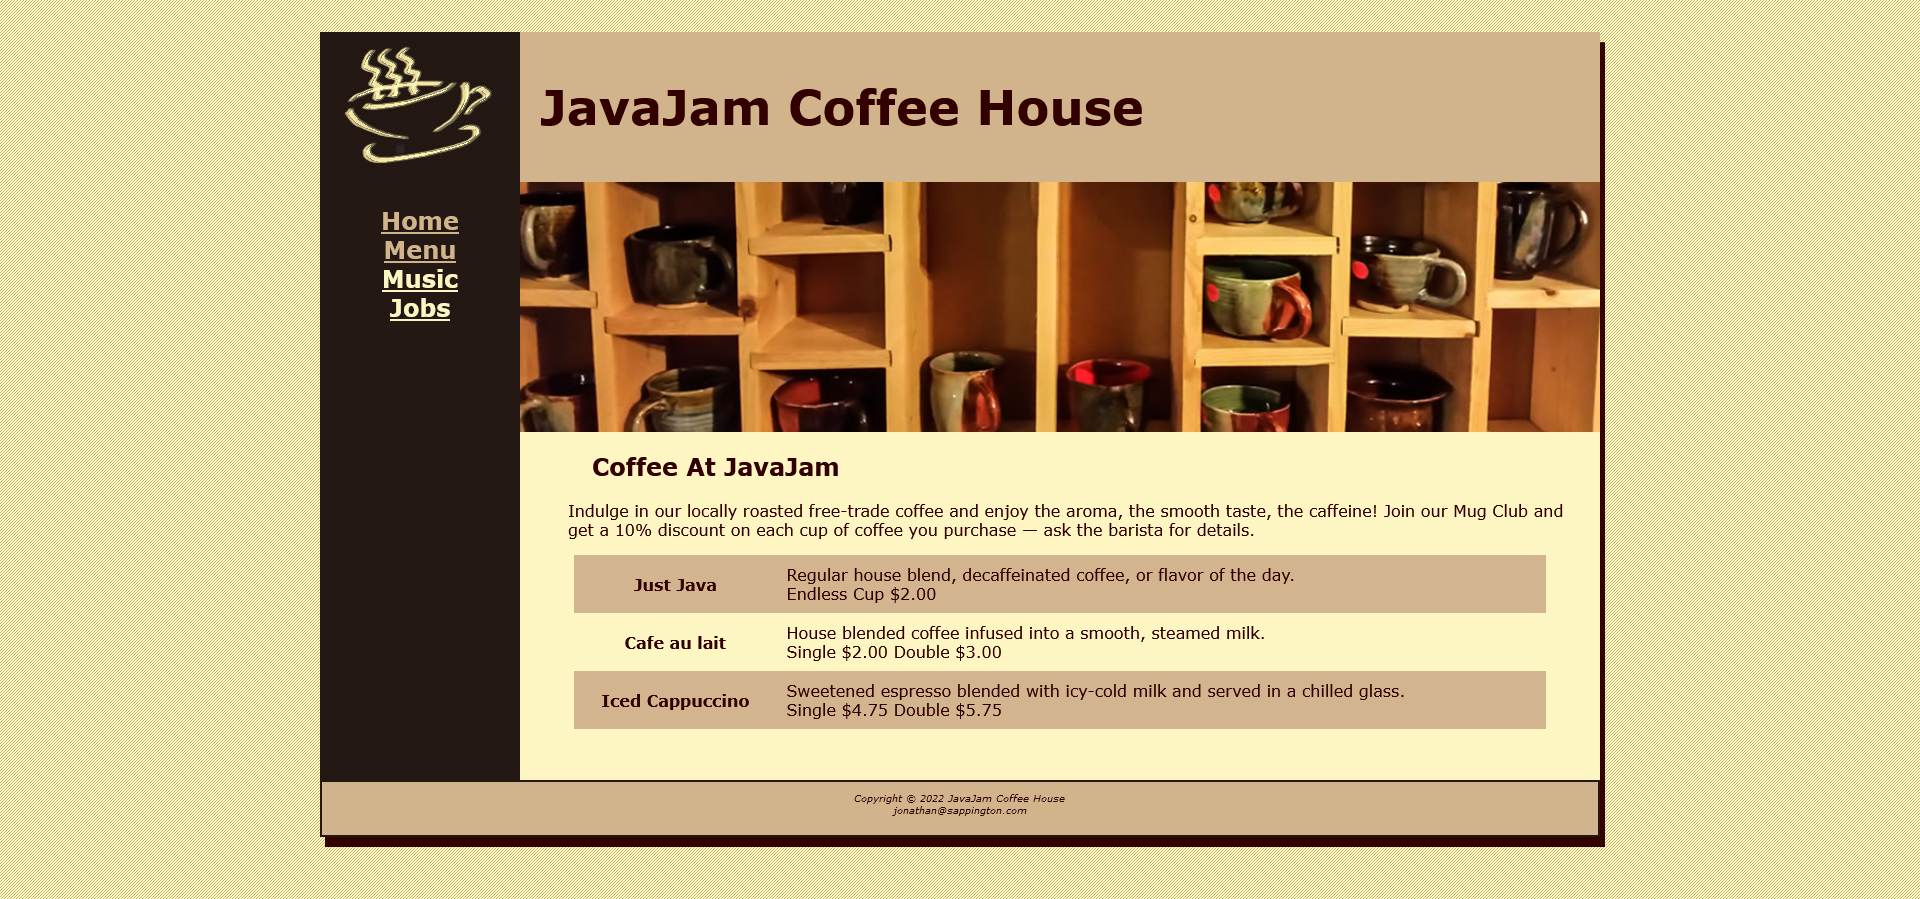 JavaJam Coffee House
Home
Menu
Music
Jobs
Coffee At JavaJam
Indulge in our locally roasted free-trade coffee and enjoy the aroma, the smooth taste, the caffeine! Join our Mug Club and
get a 10% discount on each cup of coffee you purchase — ask the barista for details.
Just Java
Regular house blend, decaffeinated coffee, or flavor of the day.
Endless Cup $2.00
Cafe au lait
House blended coffee infused into a smooth, steamed milk.
Single $2.00 Double $3.00
Iced Cappuccino
Sweetened espresso blended with icy-cold milk and served in a chilled glass.
Single $4.75 Double $5.75
Copyright © 2022 JavaJam Coffee House
jonathan@sappington.com